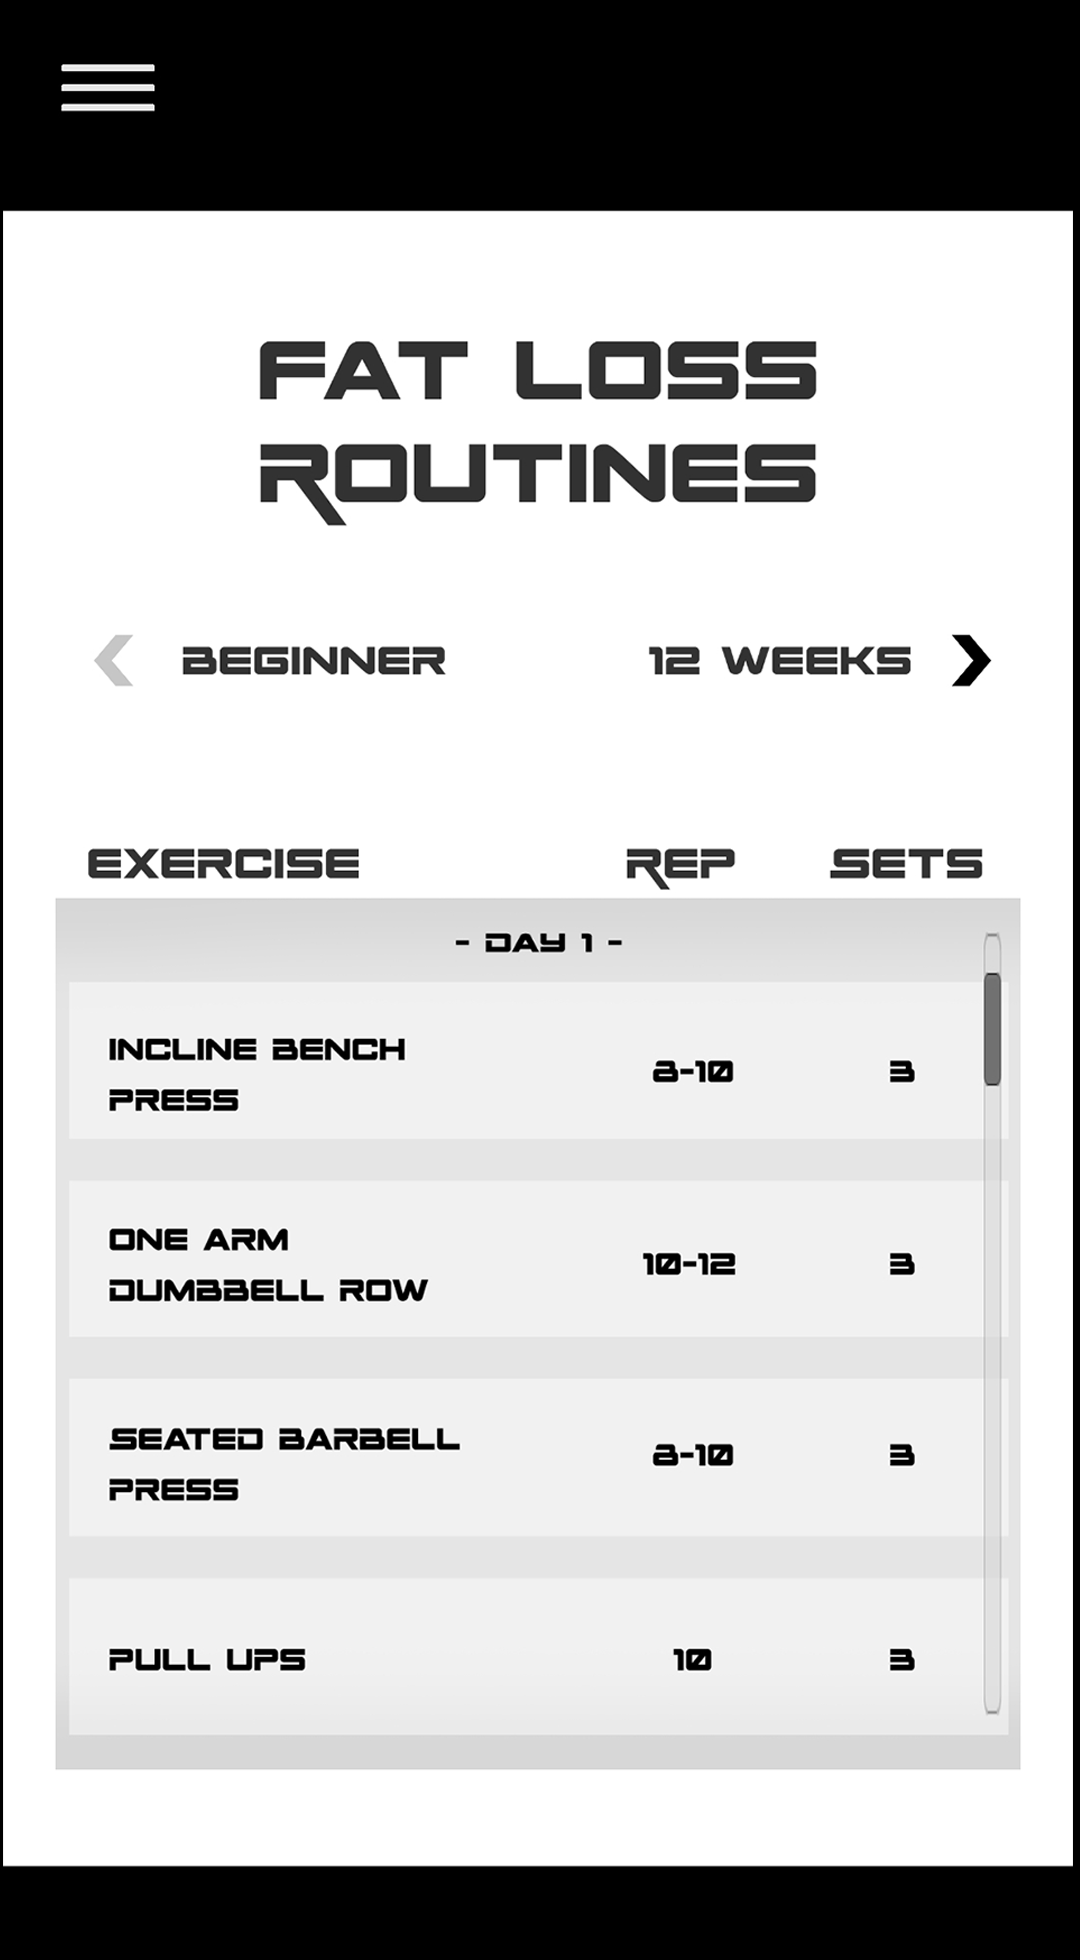 FAT LOSS
ROUTINES
BEGINNER 12 WEEKS
EXERCISE REP SETS
- DAY 1 -
INCLINE BENCH
PRESS 8-10 3
ONE ARM
DUMBBELL ROW 10-12 3
SEATED BARBELL
PRESS 8-10 3
PULL UPS 10 3